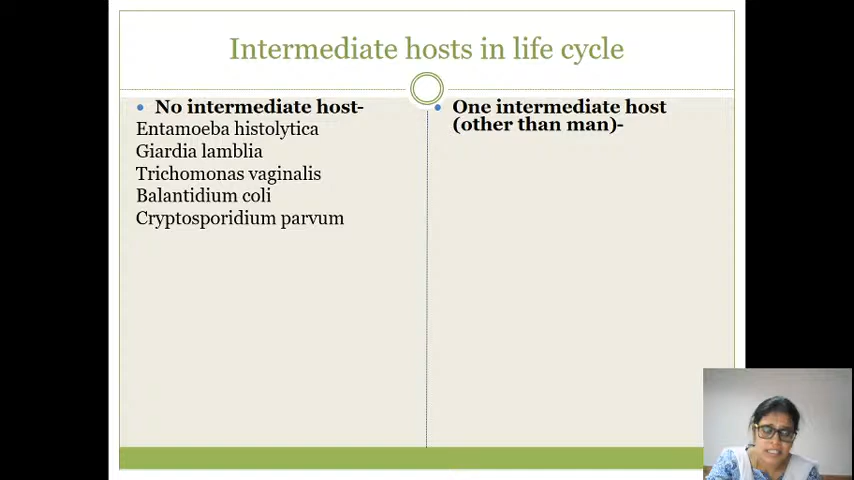 Intermediate hosts in life cycle
No intermediate host-
Entamoeba histolytica
Giardia lamblia
Trichomonas vaginalis
Balantidium coli
Cryptosporidium parvum
One intermediate host
(other than man)-